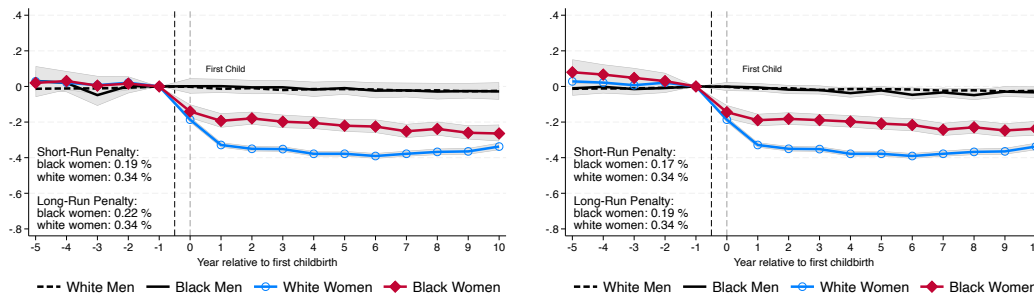 .4
.2
0
-.2
-.4
-.6
-.8
First Child
Short-Run Penalty:
black women: 0.19 %
white women: 0.34 %
Long-Run Penalty:
black women: 0.22 %
white women: 0.34 %
-5 -4 -3 -2 -1 0 1 2 3 4 5 6 7 8 9 10
Year relative to first childbirth
White Men Black Men White Women Black Women
.4
.2
0
-.2
-.4
-.6
-.8
First Child
Short-Run Penalty:
black women: 0.17 %
white women: 0.34 %
Long-Run Penalty:
black women: 0.19 %
white women: 0.34 %
-5 -4 -3 -2 -1 0 1 2 3 4 5 6 7 8 9 10
Year relative to first childbirth
White Men Black Men White Women Black Women